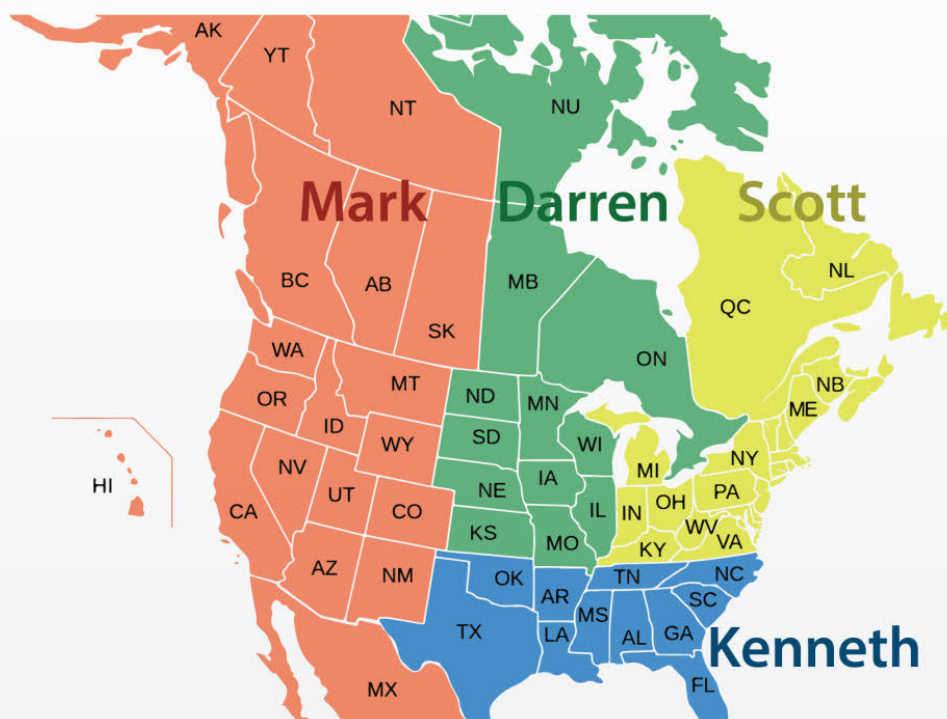 AK
YT
NT
NU
Mark Darren Scott
BC
AB
SK
MB
ON
QC
NL
NB
WA
OR
ID
MT
WY
ND
SD
MN
WI
MI
NY
ME
HI
CA
NV
UT
CO
NE
KS
IA
MO
IL
IN
OH
PA
WV
VA
KY
AZ
NM
OK
AR
TN
NC
SC
TX
LA
MS
AL
GA
FL
Kenneth
MX